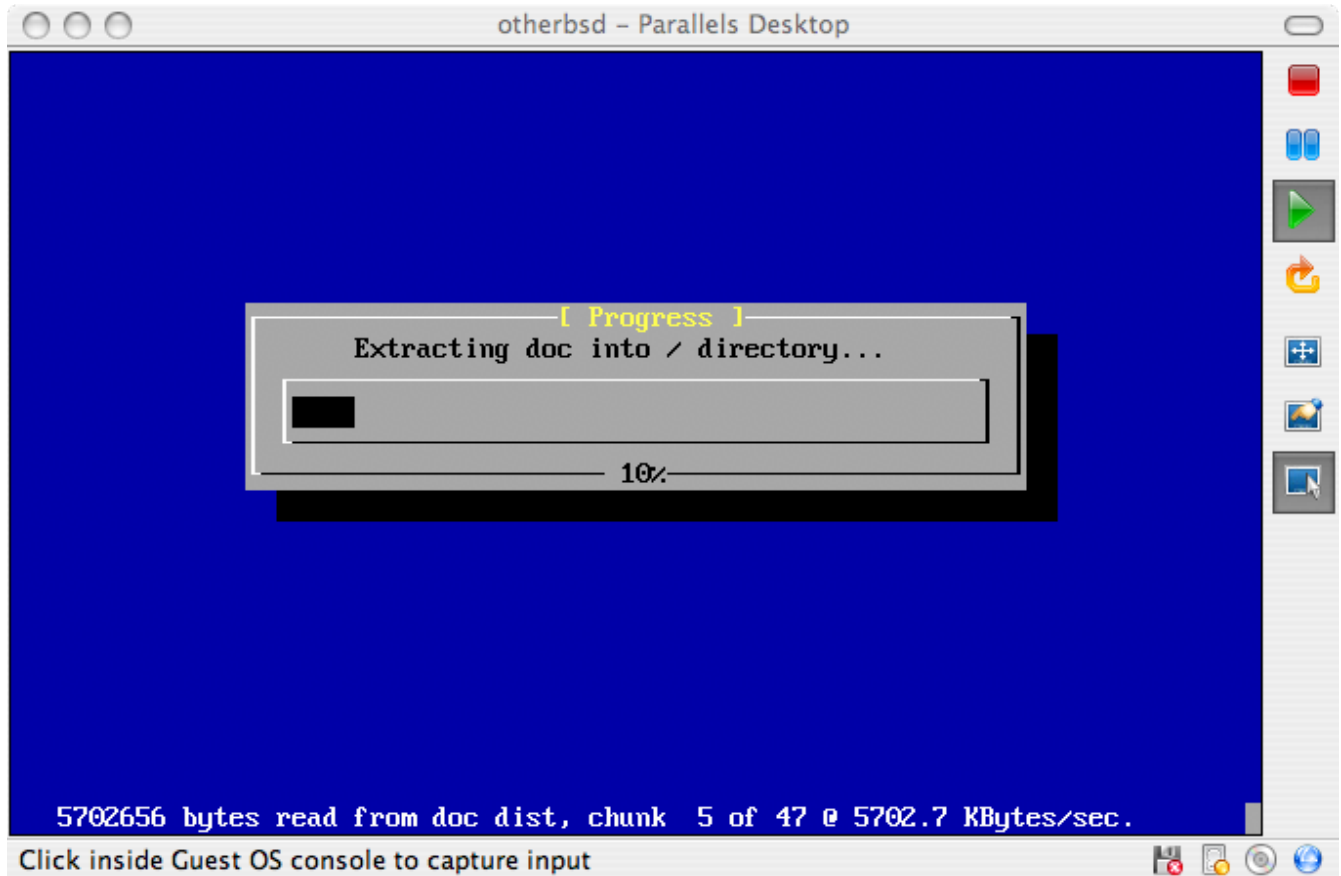 otherbsd – Parallels Desktop
[ Progress ]
Extracting doc into / directory...
10%
5702656 bytes read from doc dist, chunk  5 of 47 @ 5702.7 KBytes/sec.
Click inside Guest OS console to capture input